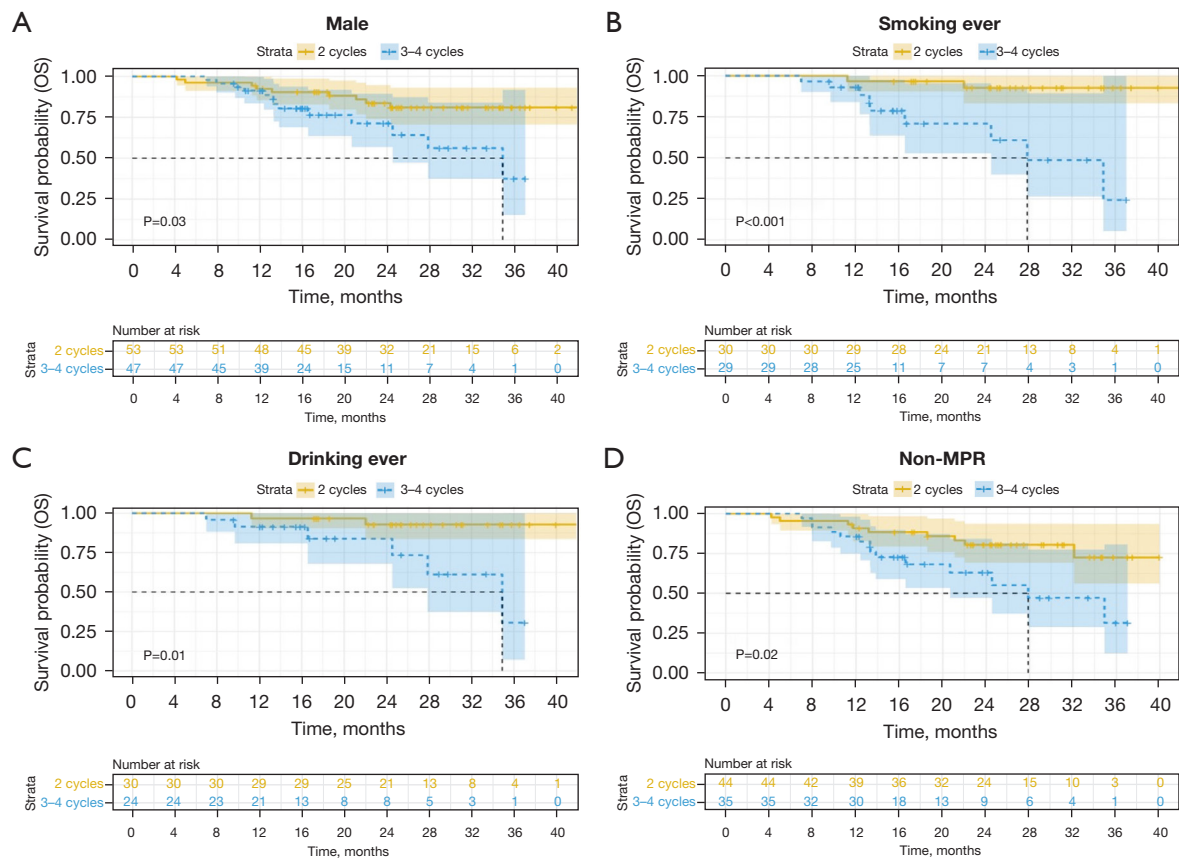 A
Male
Strata 2 cycles 3–4 cycles
Survival probability (OS)
1.00
0.75
0.50
0.25
0.00
P=0.03
0 4 8 12 16 20 24 28 32 36 40
Time, months
Number at risk
Strata
2 cycles 53 53 51 48 45 39 32 21 15 6 2
3–4 cycles 47 47 45 39 24 15 11 7 4 1 0
0 4 8 12 16 20 24 28 32 36 40
Time, months
B
Smoking ever
Strata 2 cycles 3–4 cycles
Survival probability (OS)
1.00
0.75
0.50
0.25
0.00
P<0.001
0 4 8 12 16 20 24 28 32 36 40
Time, months
Number at risk
Strata
2 cycles 30 30 30 29 28 24 21 13 8 4 1
3–4 cycles 29 29 28 25 11 7 7 4 3 1 0
0 4 8 12 16 20 24 28 32 36 40
Time, months
C
Drinking ever
Strata 2 cycles 3–4 cycles
Survival probability (OS)
1.00
0.75
0.50
0.25
0.00
P=0.01
0 4 8 12 16 20 24 28 32 36 40
Time, months
Number at risk
Strata
2 cycles 30 30 30 29 29 25 21 13 8 4 1
3–4 cycles 24 24 23 21 13 8 8 5 3 1 0
0 4 8 12 16 20 24 28 32 36 40
Time, months
D
Non-MPR
Strata 2 cycles 3–4 cycles
Survival probability (OS)
1.00
0.75
0.50
0.25
0.00
P=0.02
0 4 8 12 16 20 24 28 32 36 40
Time, months
Number at risk
Strata
2 cycles 44 44 42 39 36 32 24 15 10 3 0
3–4 cycles 35 35 32 30 18 13 9 6 4 1 0
0 4 8 12 16 20 24 28 32 36 40
Time, months